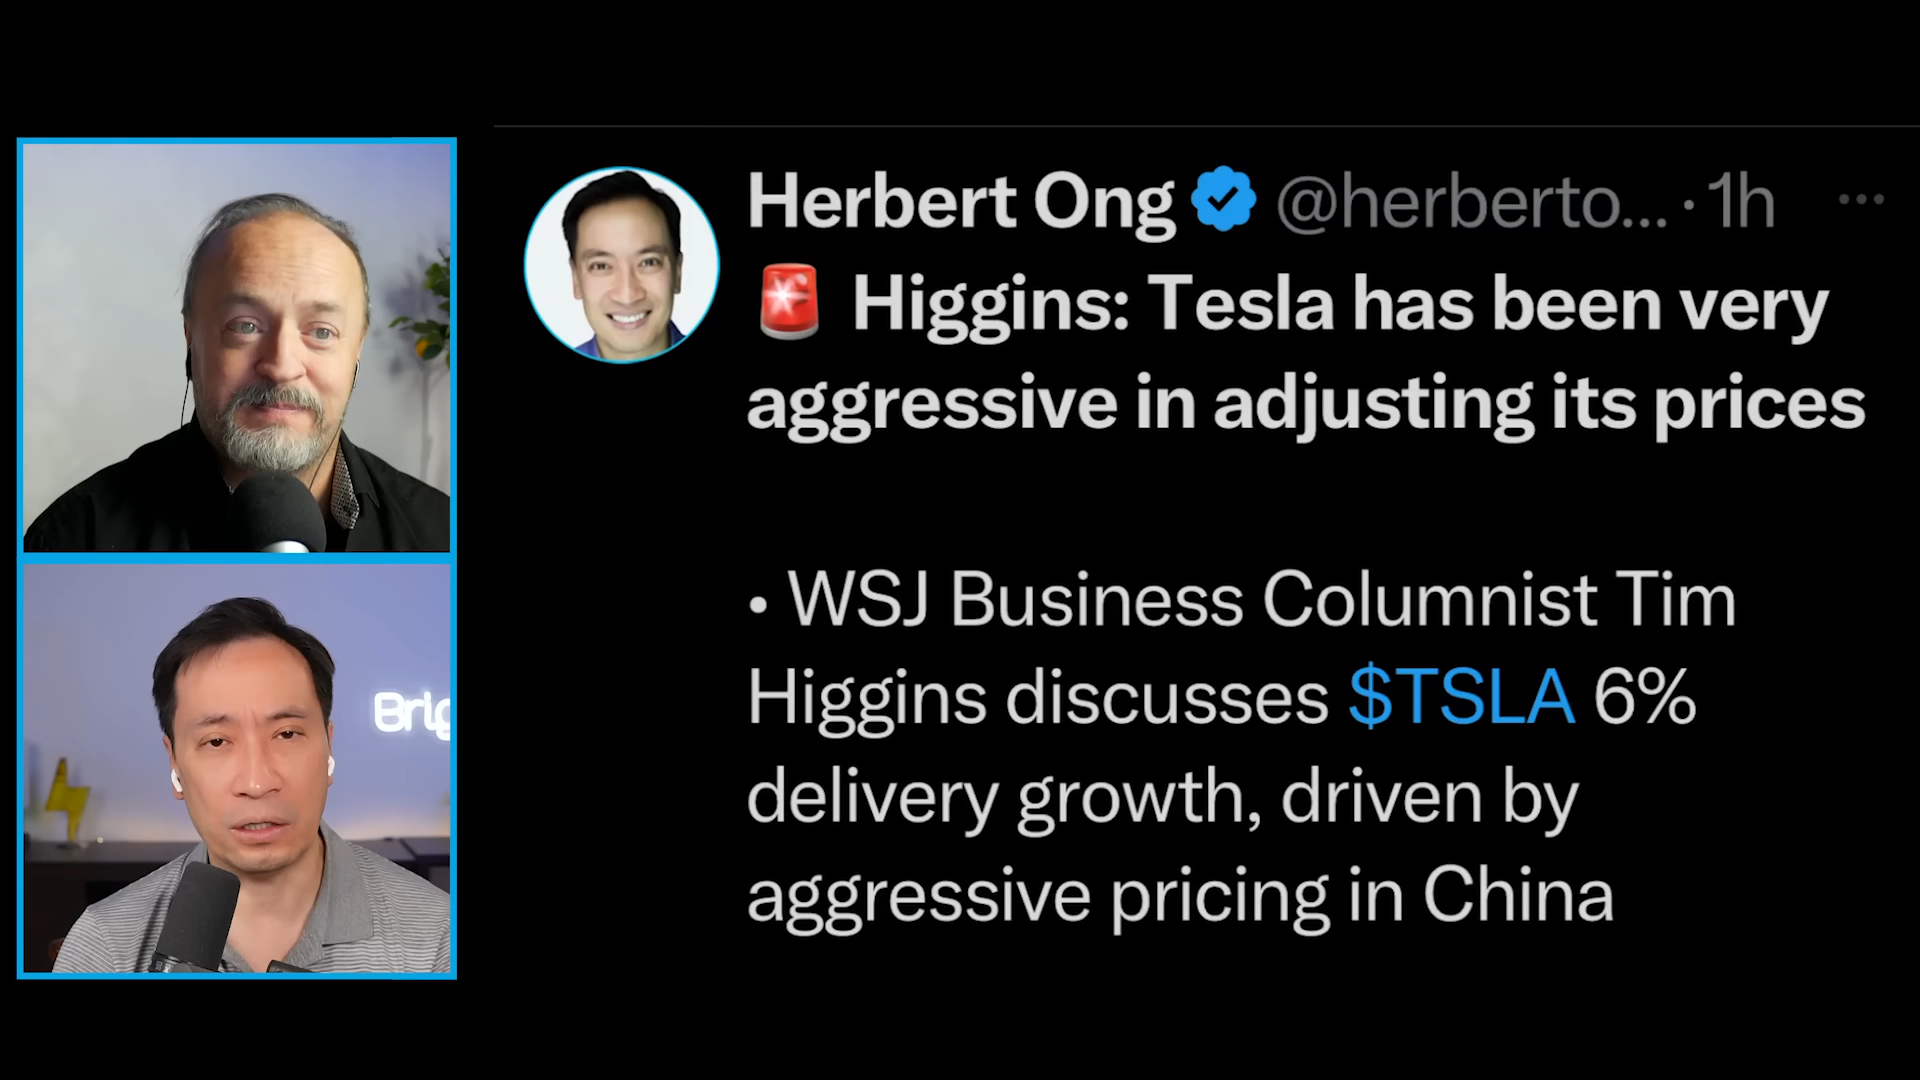 Herbert Ong @herberto... · 1h ...
Higgins: Tesla has been very
aggressive in adjusting its prices
• WSJ Business Columnist Tim
Higgins discusses $TSLA 6%
delivery growth, driven by
aggressive pricing in China
Brig